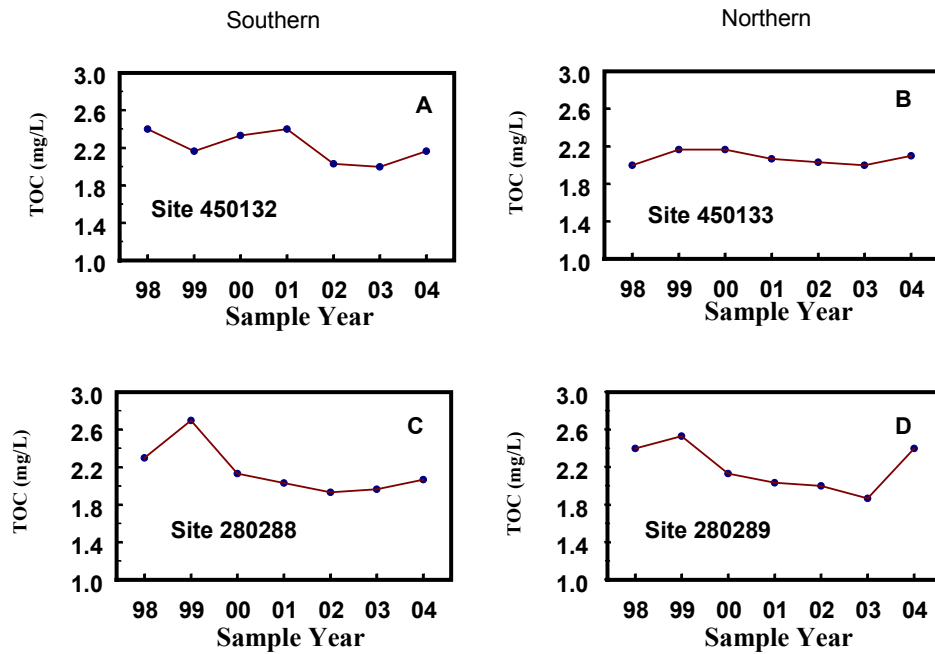 Southern
Northern
3.0
2.6
2.2
1.8
1.4
1.0
TOC (mg/L)
A
Site 450132
98 99 00 01 02 03 04
Sample Year
3.0
2.6
2.2
1.8
1.4
1.0
TOC (mg/L)
B
Site 450133
98 99 00 01 02 03 04
Sample Year
3.0
2.6
2.2
1.8
1.4
1.0
TOC (mg/L)
C
Site 280288
98 99 00 01 02 03 04
Sample Year
3.0
2.6
2.2
1.8
1.4
1.0
TOC (mg/L)
D
Site 280289
98 99 00 01 02 03 04
Sample Year